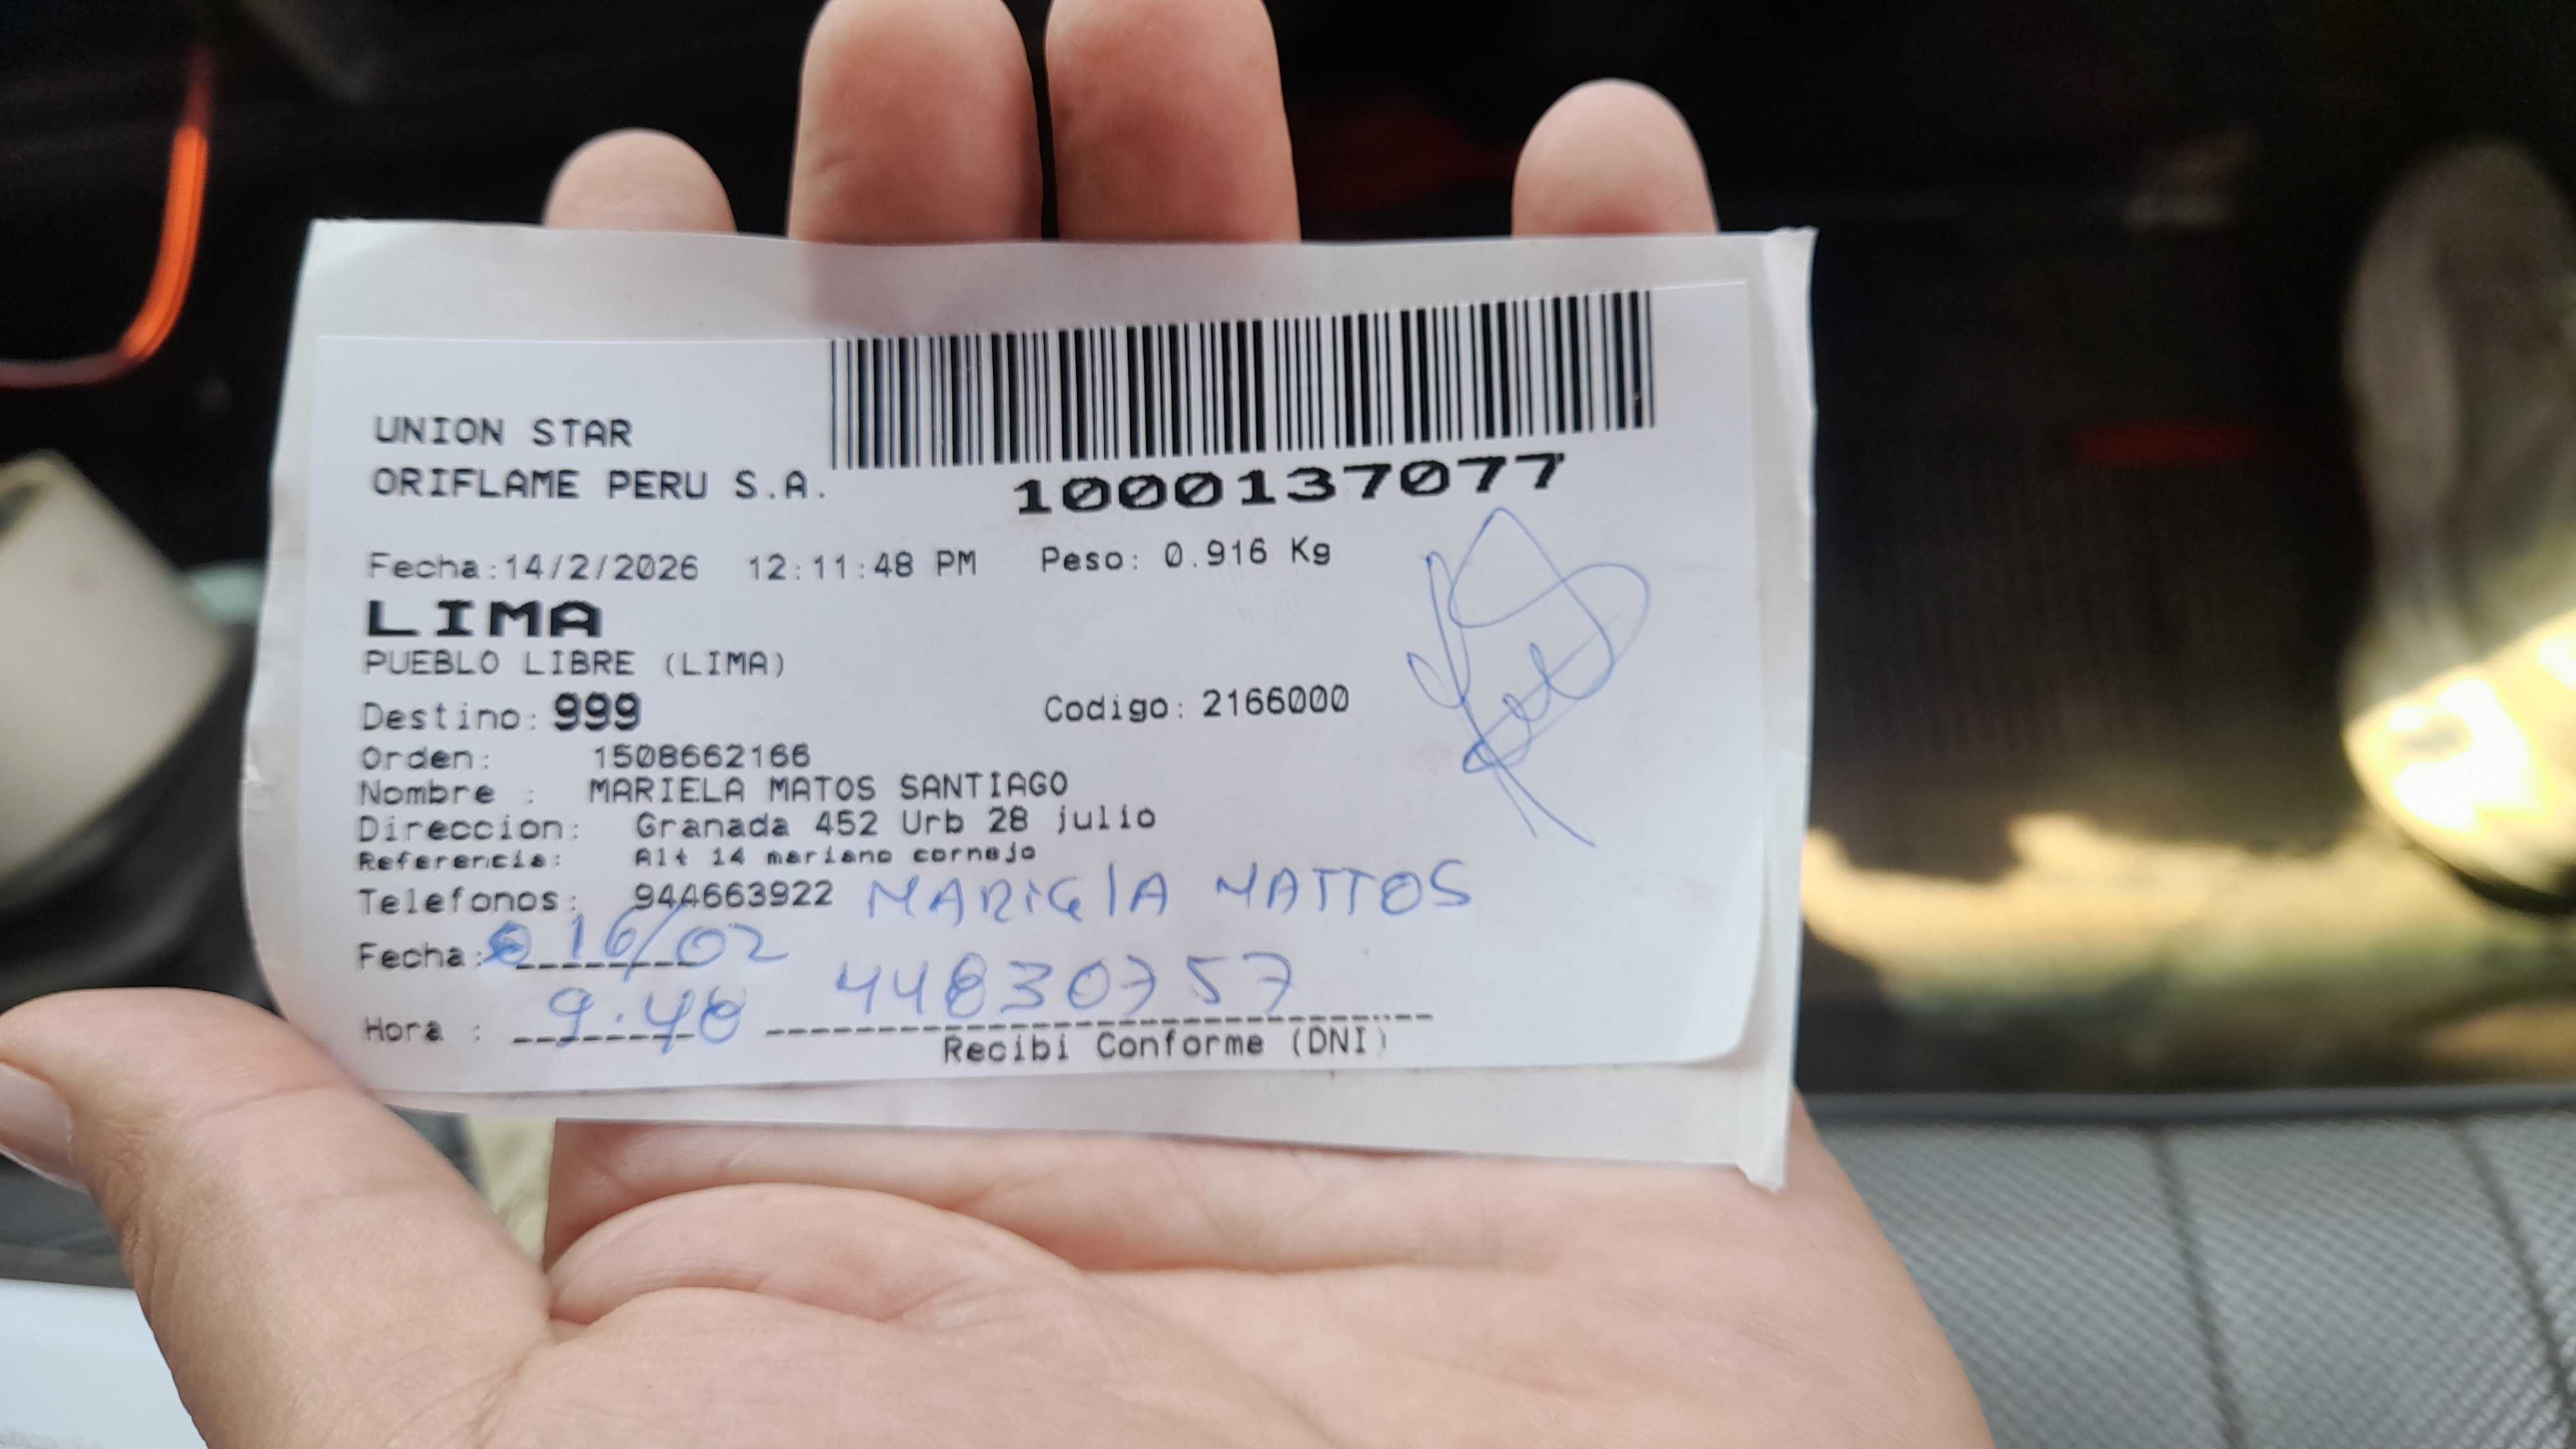 UNION STAR
ORIFLAME PERU S.A.
1000137077
Fecha:14/2/2026 12:11:48 PM Peso: 0.916 Kg
LIMA
PUEBLO LIBRE (LIMA)
Destino: 999 Codigo: 2166000
Orden: 1508662166
Nombre : MARIELA MATOS SANTIAGO
Direccion: Granada 452 Urb 28 julio
Referencia: Alt 14 mariano cornejo
Telefonos: 944663922 MARIELA MATTOS
Fecha: 16/02
44830757
Hora : 9.40
Recibi Conforme (DNI)